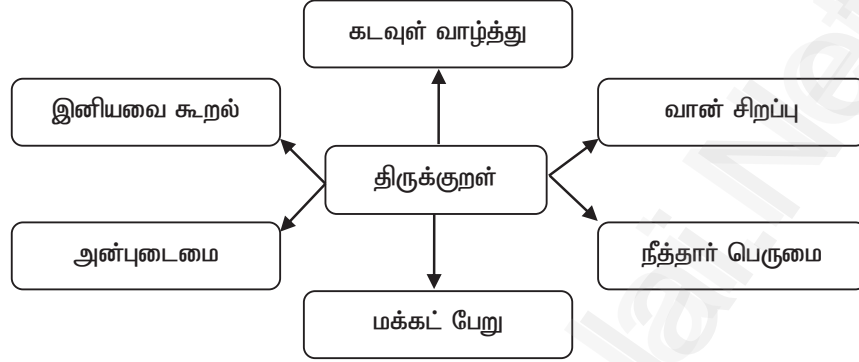 கடவுள் வாழ்த்து
இனியவை கூறல்
வான் சிறப்பு
திருக்குறள்
அன்புடைமை
நீத்தார் பெருமை
மக்கட் பேறு